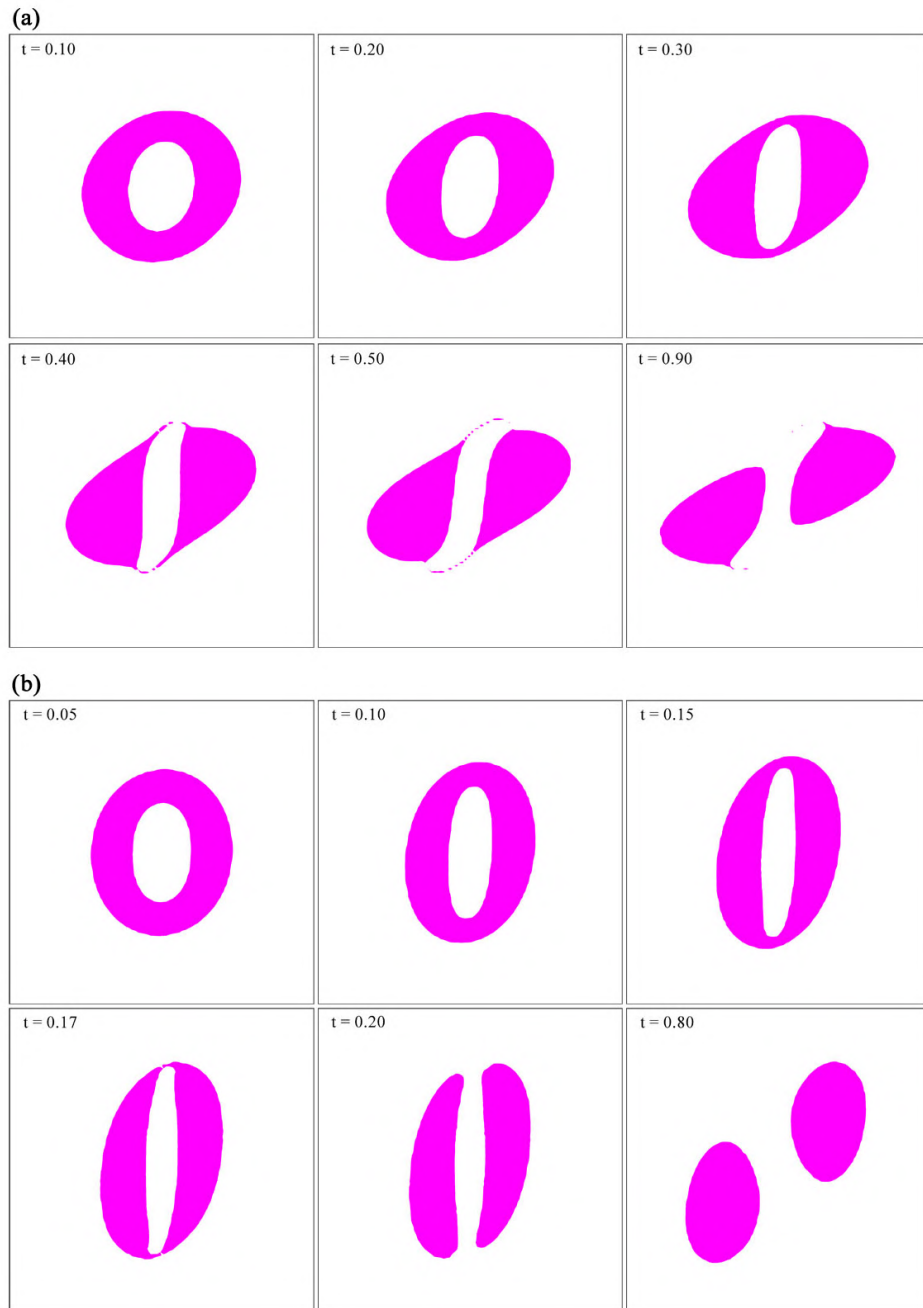 (a)
t = 0.10
t = 0.20
t = 0.30
t = 0.40
t = 0.50
t = 0.90
(b)
t = 0.05
t = 0.10
t = 0.15
t = 0.17
t = 0.20
t = 0.80